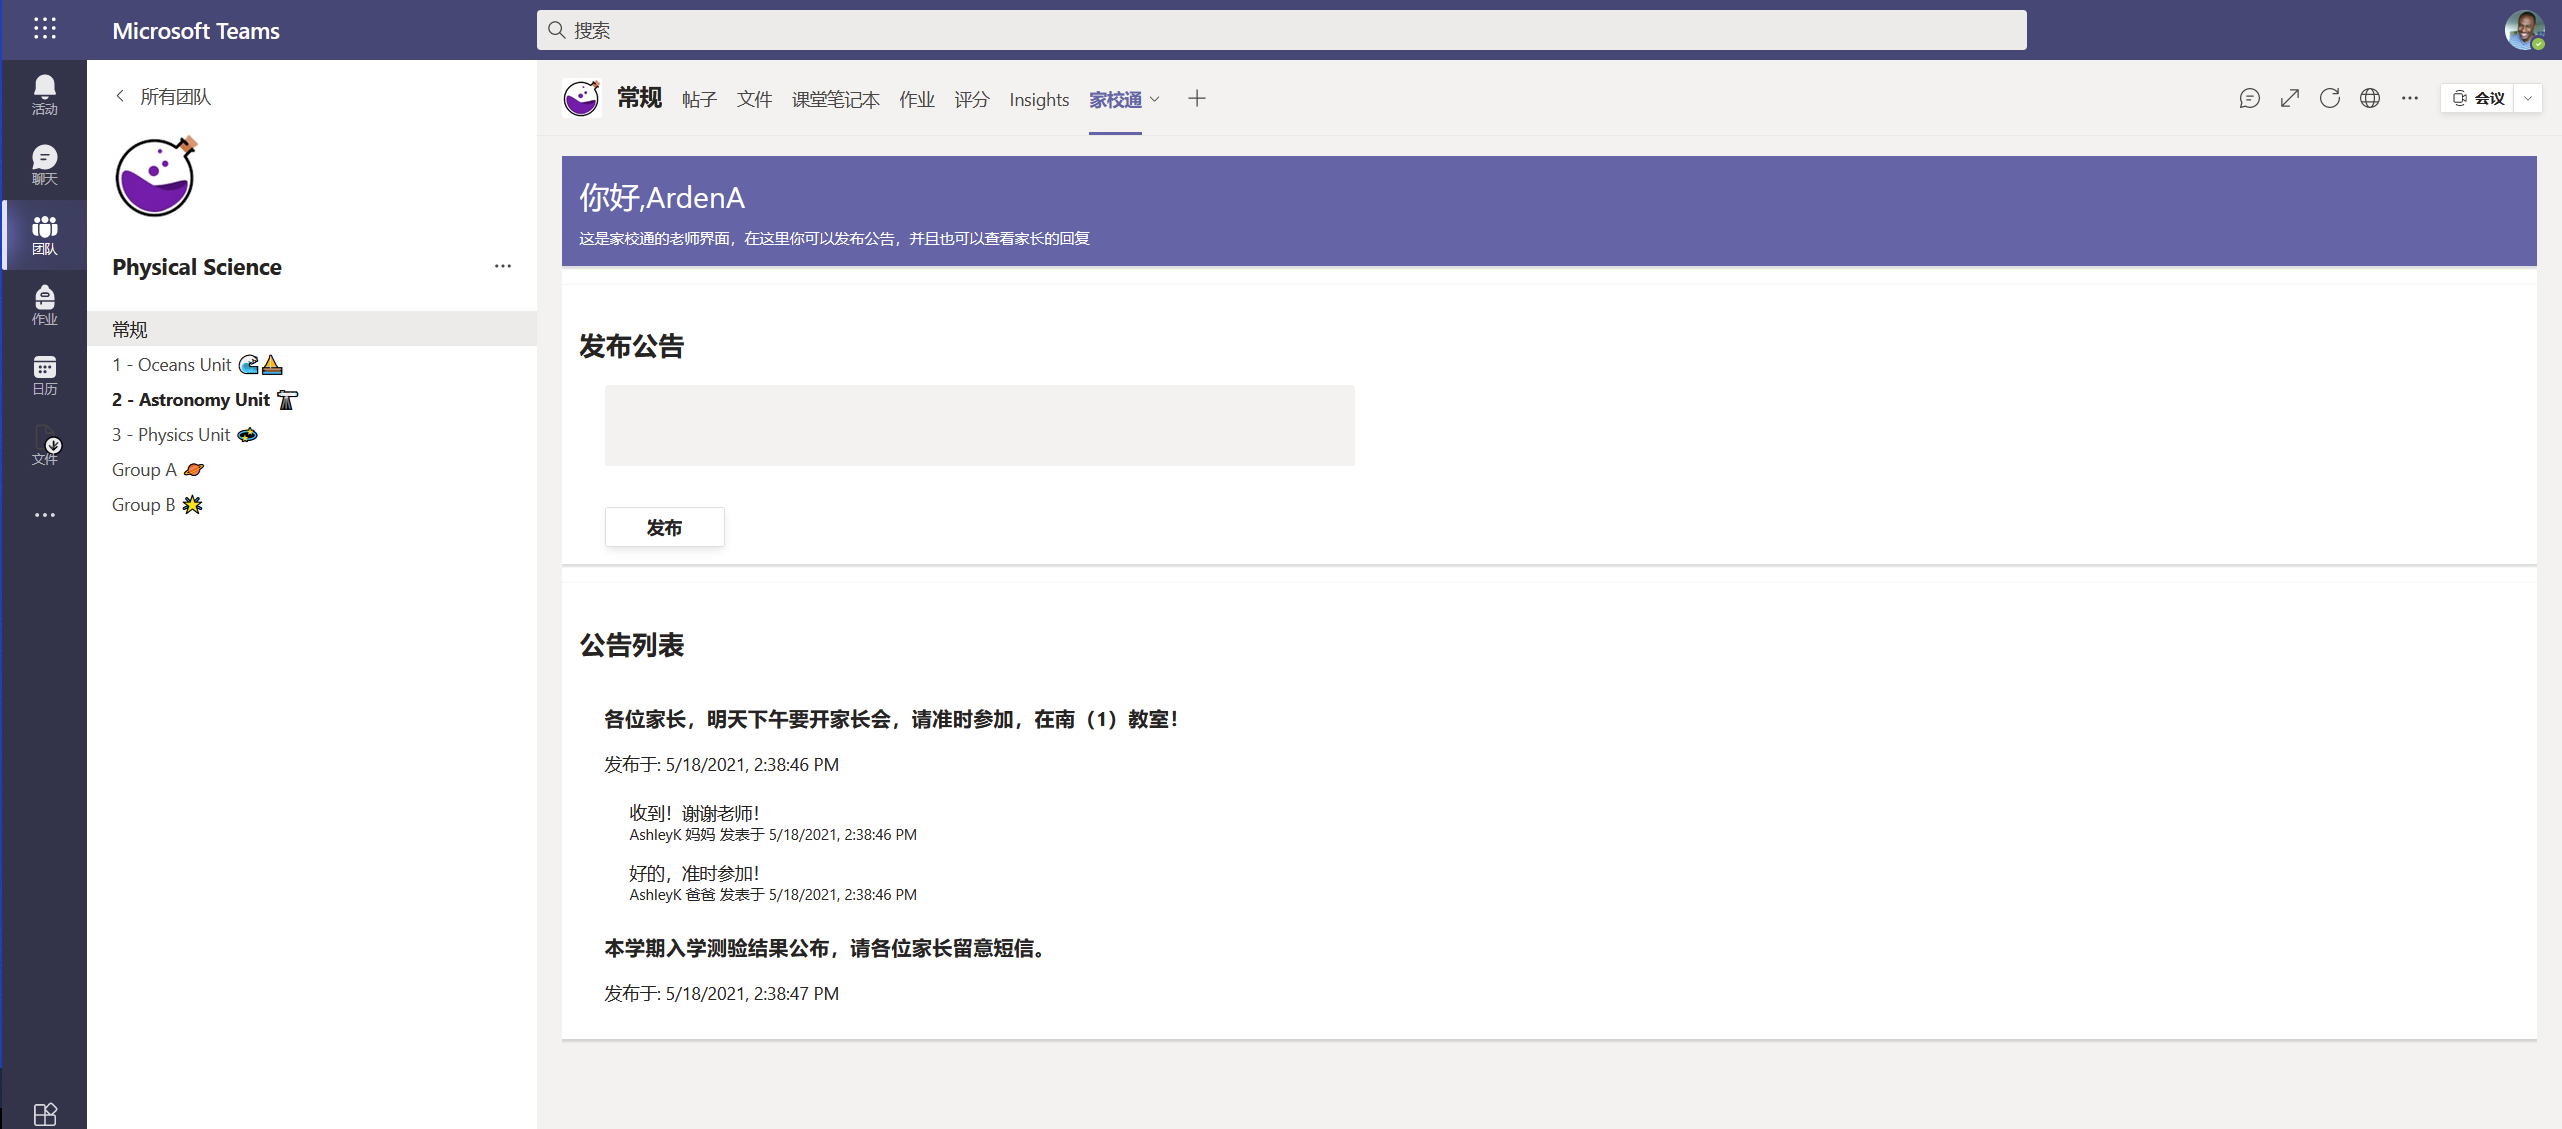 Microsoft Teams
搜索
活动
聊天
团队
作业
日历
文件
所有团队
Physical Science
常规
1 - Oceans Unit
2 - Astronomy Unit
3 - Physics Unit
Group A
Group B
常规 帖子 文件 课堂笔记本 作业 评分 Insights 家校通
会议
你好,ArdenA
这是家校通的老师界面，在这里你可以发布公告，并且也可以查看家长的回复
发布公告
发布
公告列表
各位家长，明天下午要开家长会，请准时参加，在南（1）教室！
发布于: 5/18/2021, 2:38:46 PM
收到！谢谢老师！
AshleyK 妈妈 发表于 5/18/2021, 2:38:46 PM
好的，准时参加！
AshleyK 爸爸 发表于 5/18/2021, 2:38:46 PM
本学期入学测验结果公布，请各位家长留意短信。
发布于: 5/18/2021, 2:38:47 PM